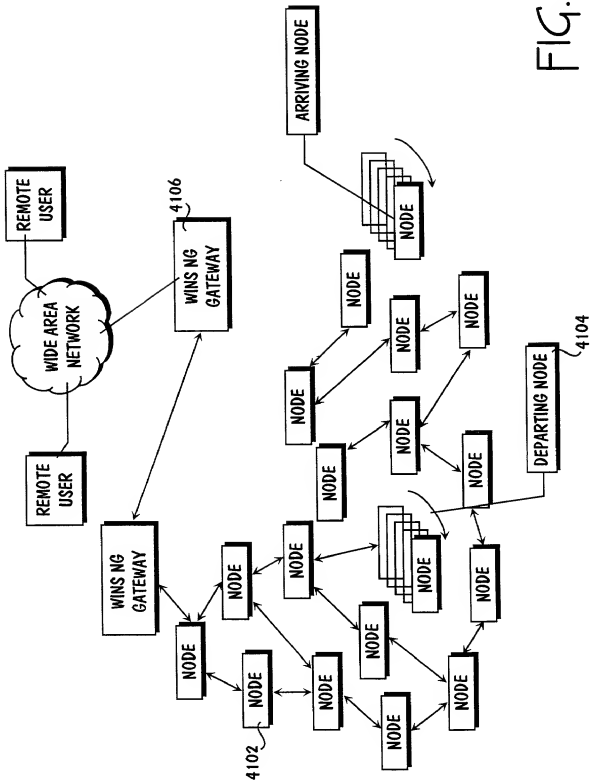 REMOTE
USER
REMOTE
USER
WIDE AREA
NETWORK
WINS NG
GATEWAY
4106
WINS NG
GATEWAY
NODE
NODE
4102
NODE
NODE
NODE
ARRIVING NODE
NODE
NODE
NODE
NODE
NODE
NODE
NODE
NODE
NODE
NODE
NODE
NODE
NODE
DEPARTING NODE
4104
FIG.